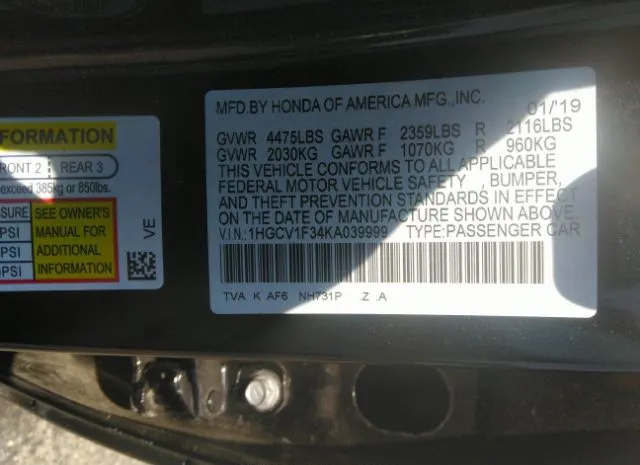 FORMATION
FRONT 2 REAR 3
exceed 385kg or 850lbs.
SURE SEE OWNER'S
PSI MANUAL FOR
PSI ADDITIONAL
PSI INFORMATION
VE
MFD.BY HONDA OF AMERICA MFG.,INC. 01/'19
GVWR 4475LBS GAWR F 2359LBS R 2116LBS
GVWR 2030KG GAWR F 1070KG R 960KG
THIS VEHICLE CONFORMS TO ALL APPLICABLE
FEDERAL MOTOR VEHICLE SAFETY , BUMPER,
AND THEFT PREVENTION STANDARDS IN EFFECT
ON THE DATE OF MANUFACTURE SHOWN ABOVE.
V.I.N.:1HGCV1F34KA039999 TYPE:PASSENGER CAR
TVA K AF6 NH731P .Z .A